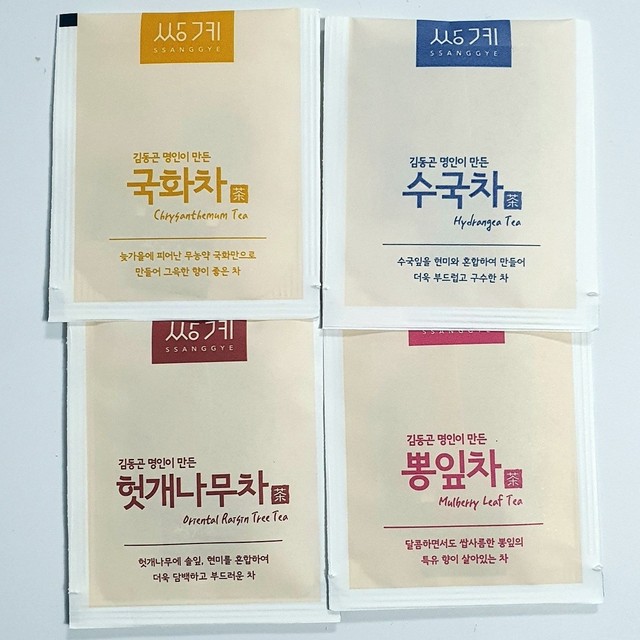 쌍계
SSANGGYE
김동곤 명인이 만든
국화차 茶
Chrysanthemum Tea
늦가을에 피어난 무농약 국화만으로
만들어 그윽한 향이 좋은 차
쌍계
SSANGGYE
김동곤 명인이 만든
수국차 茶
Hydrangea Tea
수국잎을 현미와 혼합하여 만들어
더욱 부드럽고 구수한 차
쌍계
SSANGGYE
김동곤 명인이 만든
헛개나무차 茶
Oriental Raisin Tree Tea
헛개나무에 솔잎, 현미를 혼합하여
더욱 담백하고 부드러운 차
SSANGGYE
김동곤 명인이 만든
뽕잎차 茶
Mulberry Leaf Tea
달콤하면서도 쌉사름한 뽕잎의
특유 향이 살아있는 차